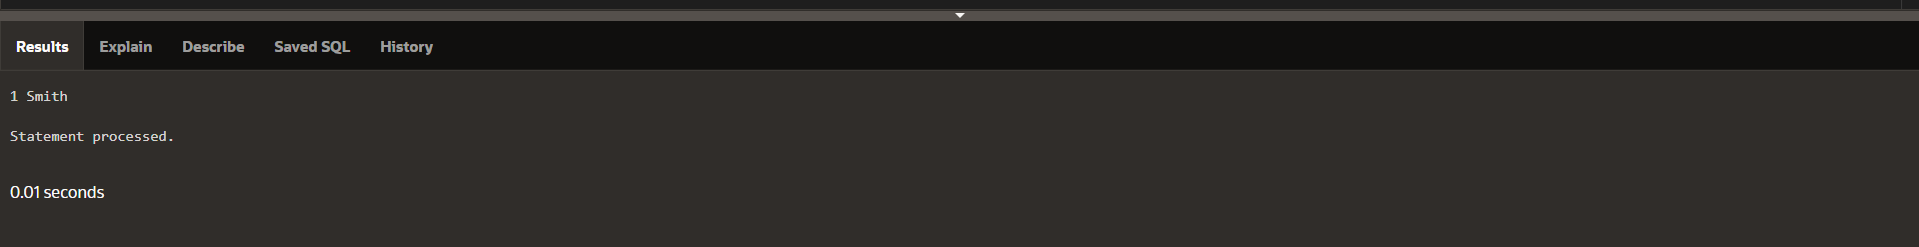 Results Explain Describe Saved SQL History
1 Smith
Statement processed.
0.01 seconds